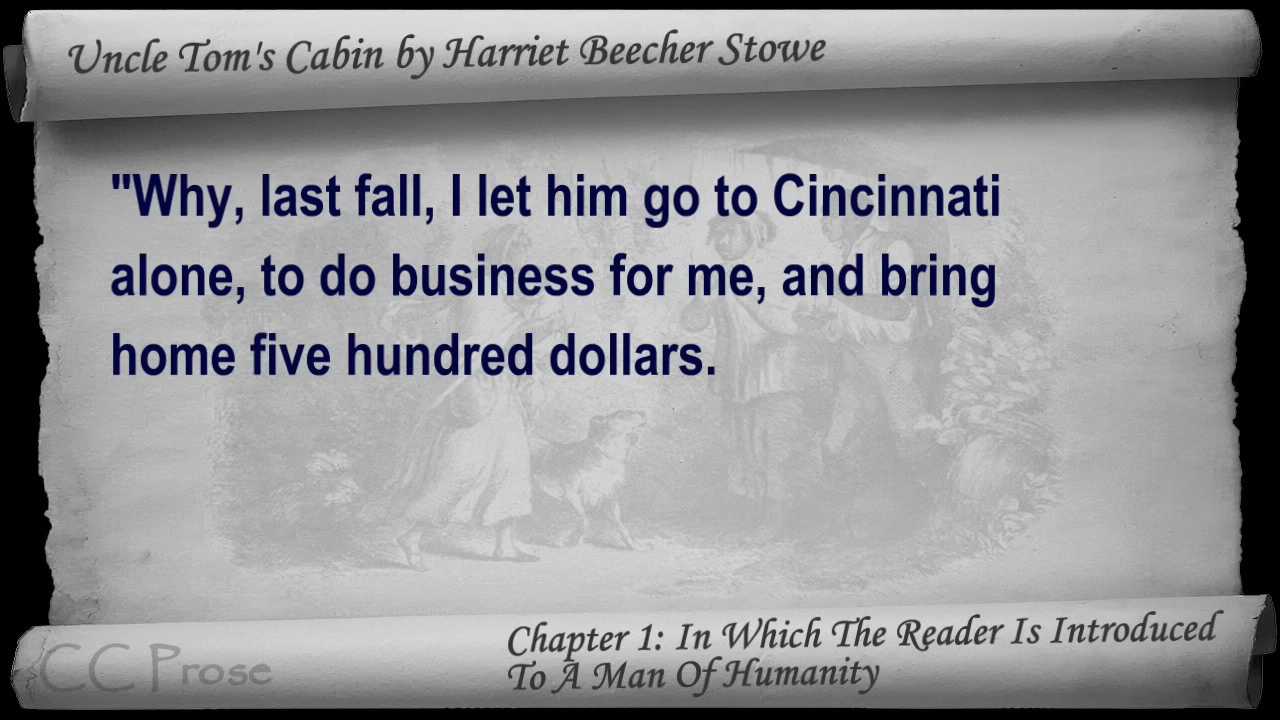 Uncle Tom's Cabin by Harriet Beecher Stowe
"Why, last fall, I let him go to Cincinnati
alone, to do business for me, and bring
home five hundred dollars.
Chapter 1: In Which The Reader Is Introduced
To A Man Of Humanity
CC Prose